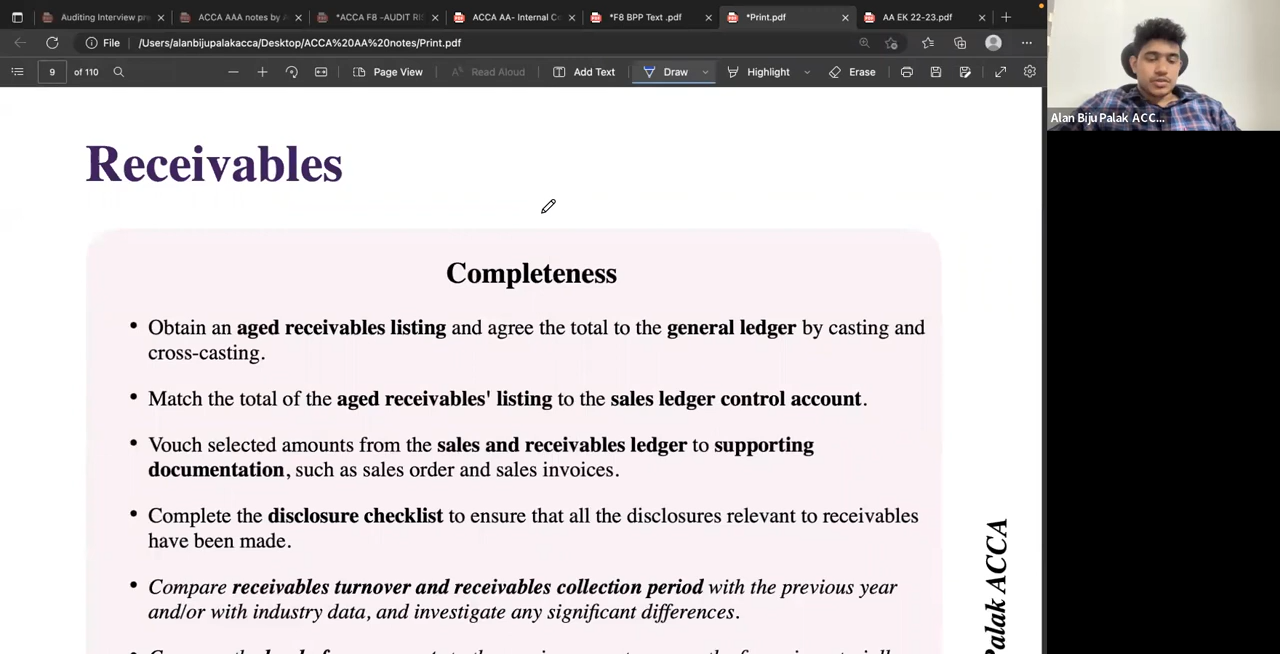 Auditing Interview pre
ACCA AAA notes by A
*ACCA F8 -AUDIT RI
ACCA AA- Internal Co
*F8 BPP Text .pdf
*Print.pdf
AA EK 22-23.pdf
File
/Users/alanbijupalakacca/Desktop/ACCA%20AA%20notes/Print.pdf
9 of 110
Page View
Read Aloud
Add Text
Draw
Highlight
Erase
Alan Biju Palak ACC...
Receivables
Completeness
• Obtain an aged receivables listing and agree the total to the general ledger by casting and
cross-casting.
• Match the total of the aged receivables' listing to the sales ledger control account.
• Vouch selected amounts from the sales and receivables ledger to supporting
documentation, such as sales order and sales invoices.
• Complete the disclosure checklist to ensure that all the disclosures relevant to receivables
have been made.
• Compare receivables turnover and receivables collection period with the previous year
and/or with industry data, and investigate any significant differences.
Palak ACCA